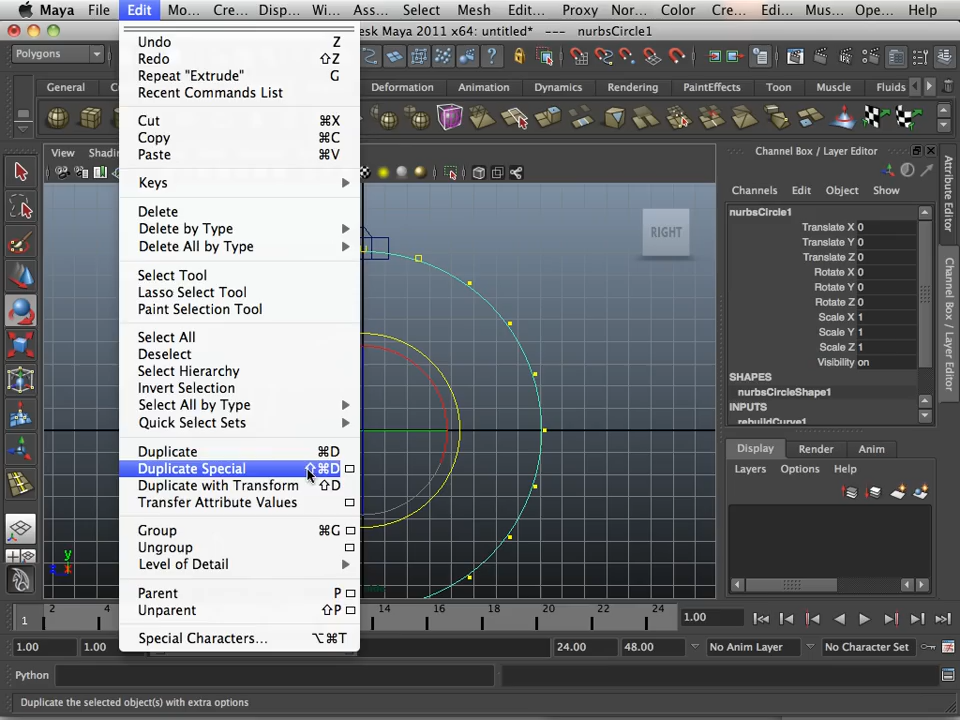 Maya File Edit Mo... Cre... Disp... Wi... Ass... Select Mesh Edit... Proxy Nor... Color Cre... Edi... Mus... Ope... Help
esk Maya 2011 x64: untitled* --- nurbsCircle1
Polygons
General Cu Deformation Animation Dynamics Rendering PaintEffects Toon Muscle Fluids
View Shadin
Undo Z
Redo ⇧Z
Repeat "Extrude" G
Recent Commands List
Cut ⌘X
Copy ⌘C
Paste ⌘V
Keys
Delete
Delete by Type
Delete All by Type
Select Tool
Lasso Select Tool
Paint Selection Tool
Select All
Deselect
Select Hierarchy
Invert Selection
Select All by Type
Quick Select Sets
Duplicate ⌘D
Duplicate Special ⇧⌘D
Duplicate with Transform ⇧D
Transfer Attribute Values
Group ⌘G
Ungroup
Level of Detail
Parent P
Unparent ⇧P
Special Characters... ⌥⌘T
RIGHT
y
z x
Channel Box / Layer Editor
Channels Edit Object Show
nurbsCircle1
Translate X 0
Translate Y 0
Translate Z 0
Rotate X 0
Rotate Y 0
Rotate Z 0
Scale X 1
Scale Y 1
Scale Z 1
Visibility on
SHAPES
nurbsCircleShape1
INPUTS
rebuildCurve1
Display Render Anim
Layers Options Help
Attribute Editor
Channel Box / Layer Editor
1 2 4 14 16 18 20 22 24 1.00
1.00 1.00 24.00 48.00 No Anim Layer No Character Set
Python
Duplicate the selected object(s) with extra options